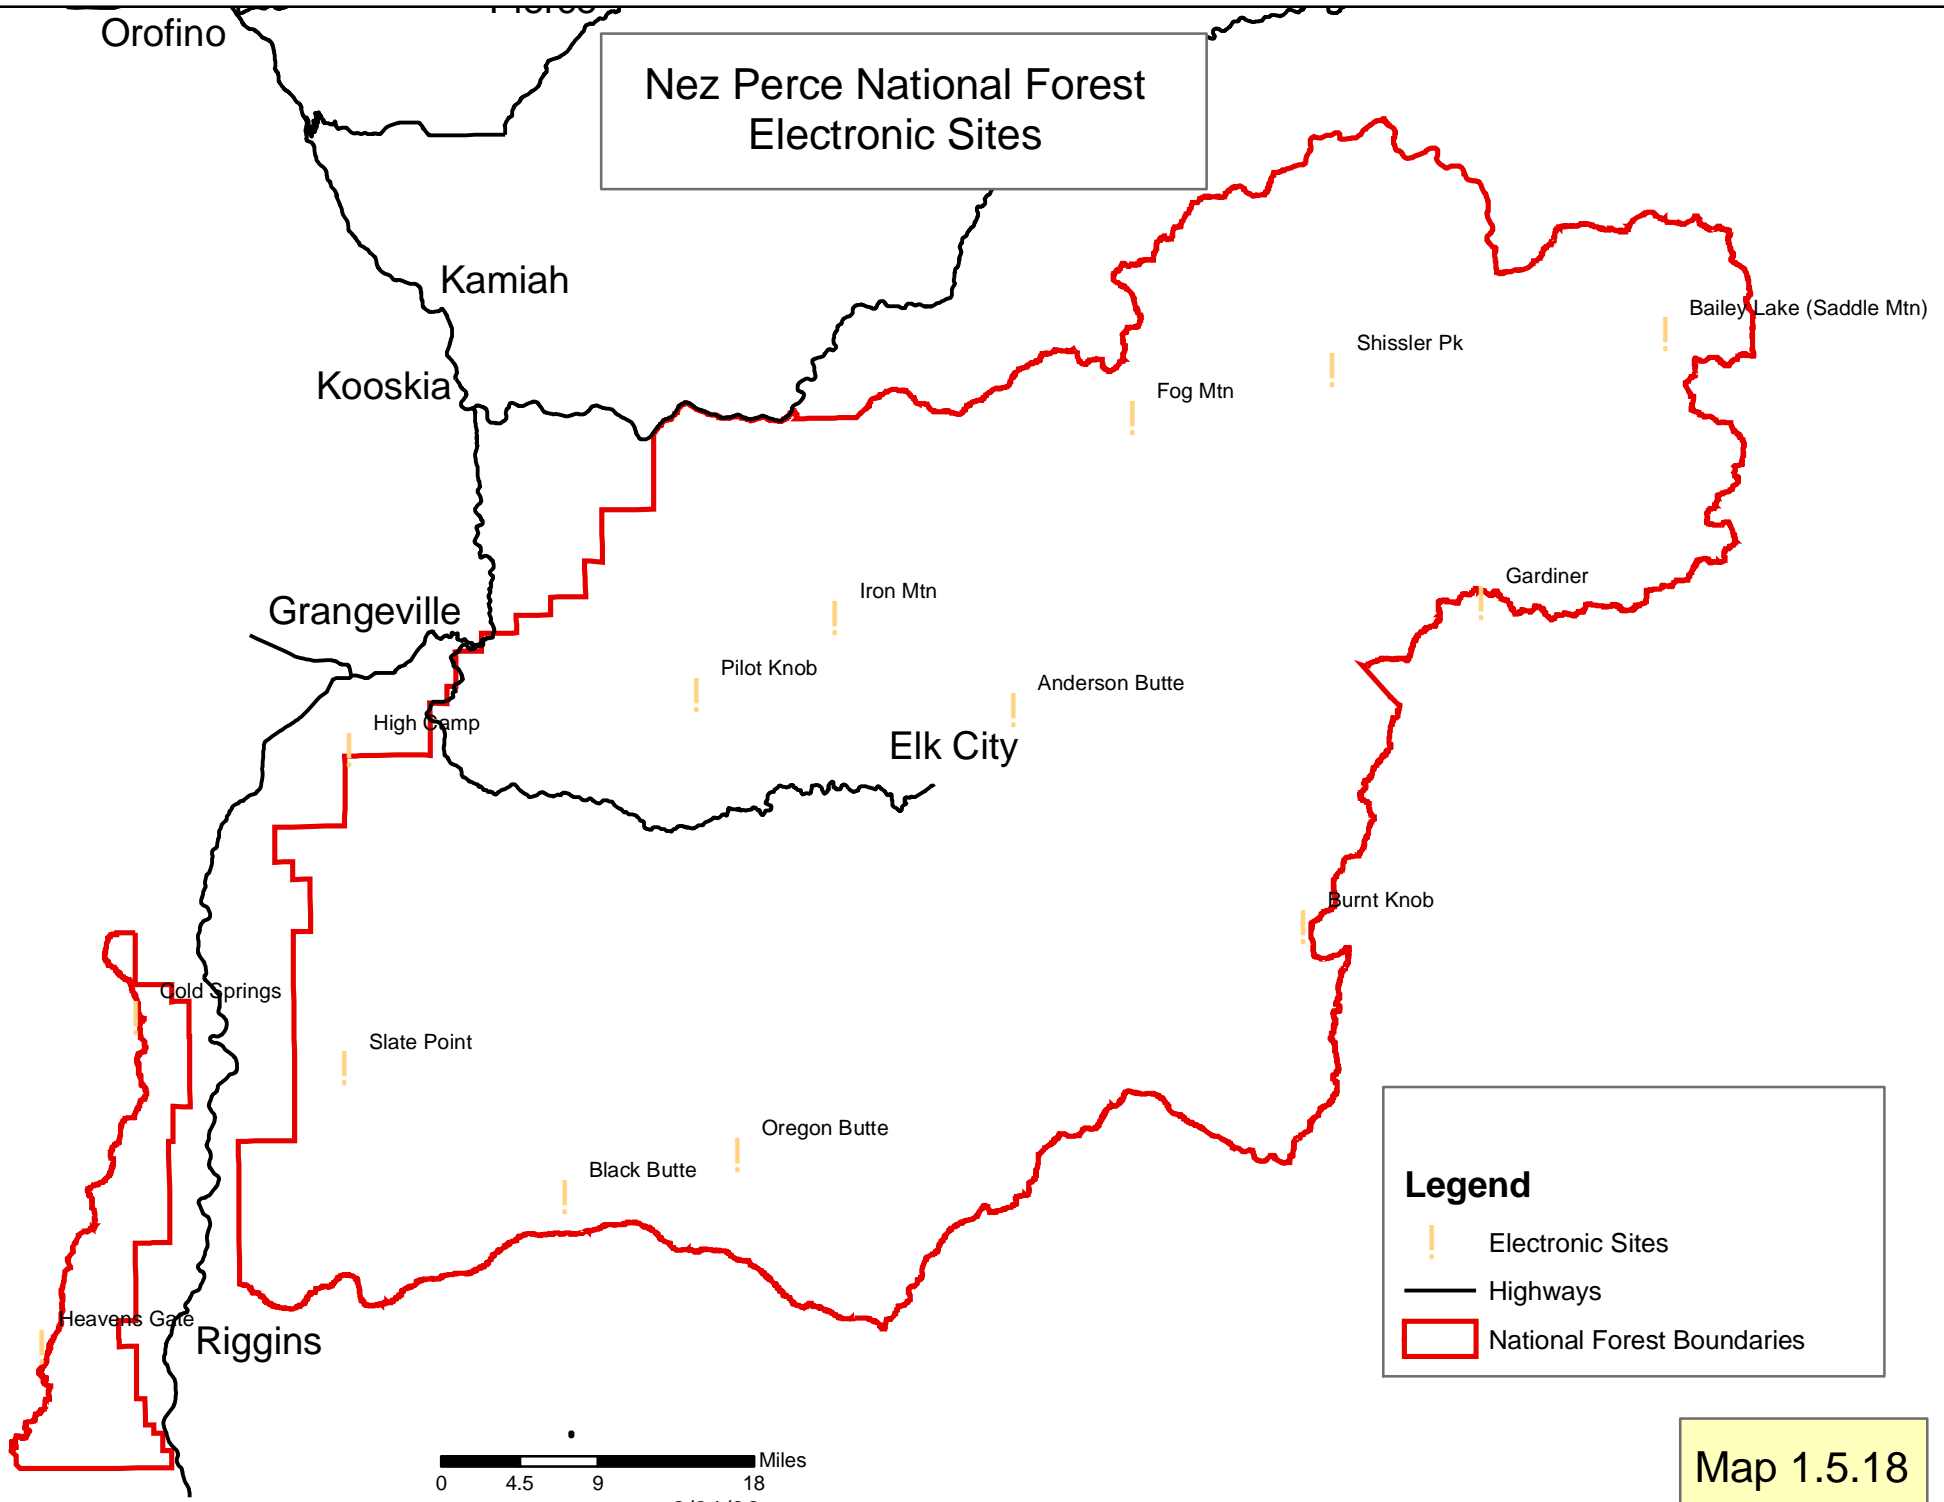 Orofino
Nez Perce National Forest
Electronic Sites
Kamiah
Bailey Lake (Saddle Mtn)
Shissler Pk
Kooskia
Fog Mtn
Gardiner
Iron Mtn
Grangeville
Pilot Knob
Anderson Butte
High Camp
Elk City
Burnt Knob
Cold Springs
Slate Point
Oregon Butte
Black Butte
Legend
Electronic Sites
Highways
National Forest Boundaries
Heavens Gate
Riggins
Miles
0 4.5 9 18
Map 1.5.18